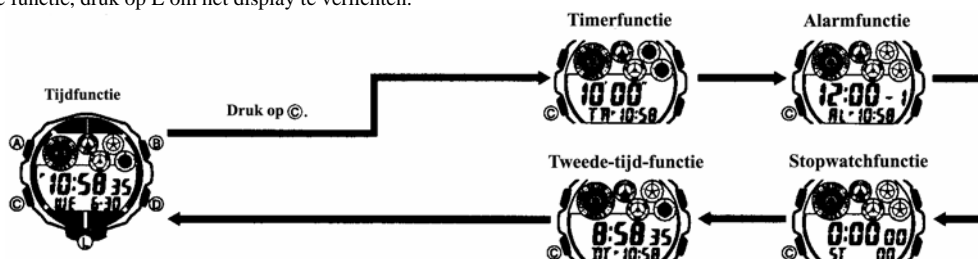 e functie, druk op L om het display te verlichten.
Timerfunctie
Alarmfunctie
Tijdfunctie
Druk op Ⓒ.
10'00"
TR-10:58
Ⓒ
12:00-1
AL-10:58
Ⓒ
Ⓐ
Ⓑ
10:58 35
Ⓒ
Ⓓ
6-30
Ⓛ
Tweede-tijd-functie
Stopwatchfunctie
8:58 35
DT-10:58
Ⓒ
0:00 00
ST 00
Ⓒ